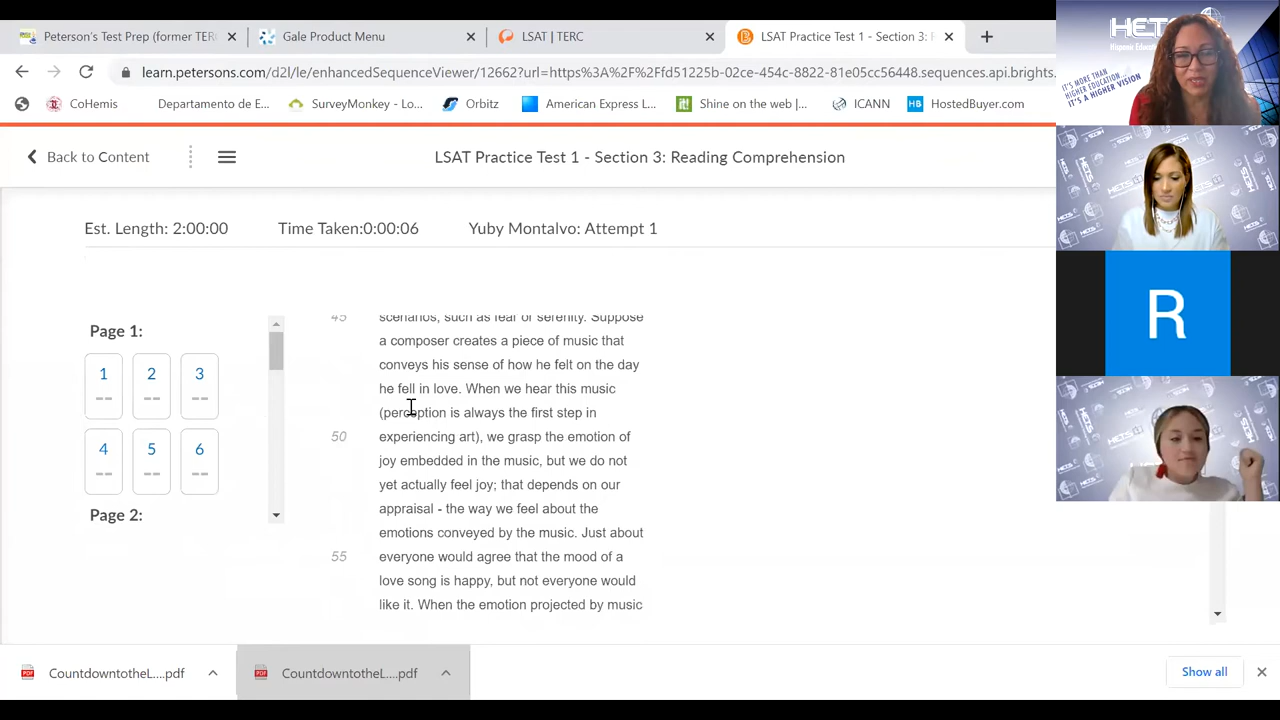 Peterson's Test Prep (former TER
Gale Product Menu
LSAT | TERC
LSAT Practice Test 1 - Section 3: R
learn.petersons.com/d2l/le/enhancedSequenceViewer/12662?url=https%3A%2F%2Ffd51225b-02ce-454c-8822-81e05cc56448.sequences.api.brights.
CoHemis
Departamento de E...
SurveyMonkey - Lo...
Orbitz
American Express L...
Shine on the web |...
ICANN
HostedBuyer.com
Back to Content
LSAT Practice Test 1 - Section 3: Reading Comprehension
Est. Length: 2:00:00
Time Taken:0:00:06
Yuby Montalvo: Attempt 1
Page 1:
1 2 3
-- -- --
4 5 6
-- -- --
Page 2:
45 scenarios, such as fear or serenity. Suppose
a composer creates a piece of music that
conveys his sense of how he felt on the day
he fell in love. When we hear this music
(perception is always the first step in
50 experiencing art), we grasp the emotion of
joy embedded in the music, but we do not
yet actually feel joy; that depends on our
appraisal - the way we feel about the
emotions conveyed by the music. Just about
55 everyone would agree that the mood of a
love song is happy, but not everyone would
like it. When the emotion projected by music
CountdowntotheL....pdf
CountdowntotheL....pdf
Show all
HETS
IT'S MORE THAN
HIGHER EDUCATION
IT'S A HIGHER VISION
R